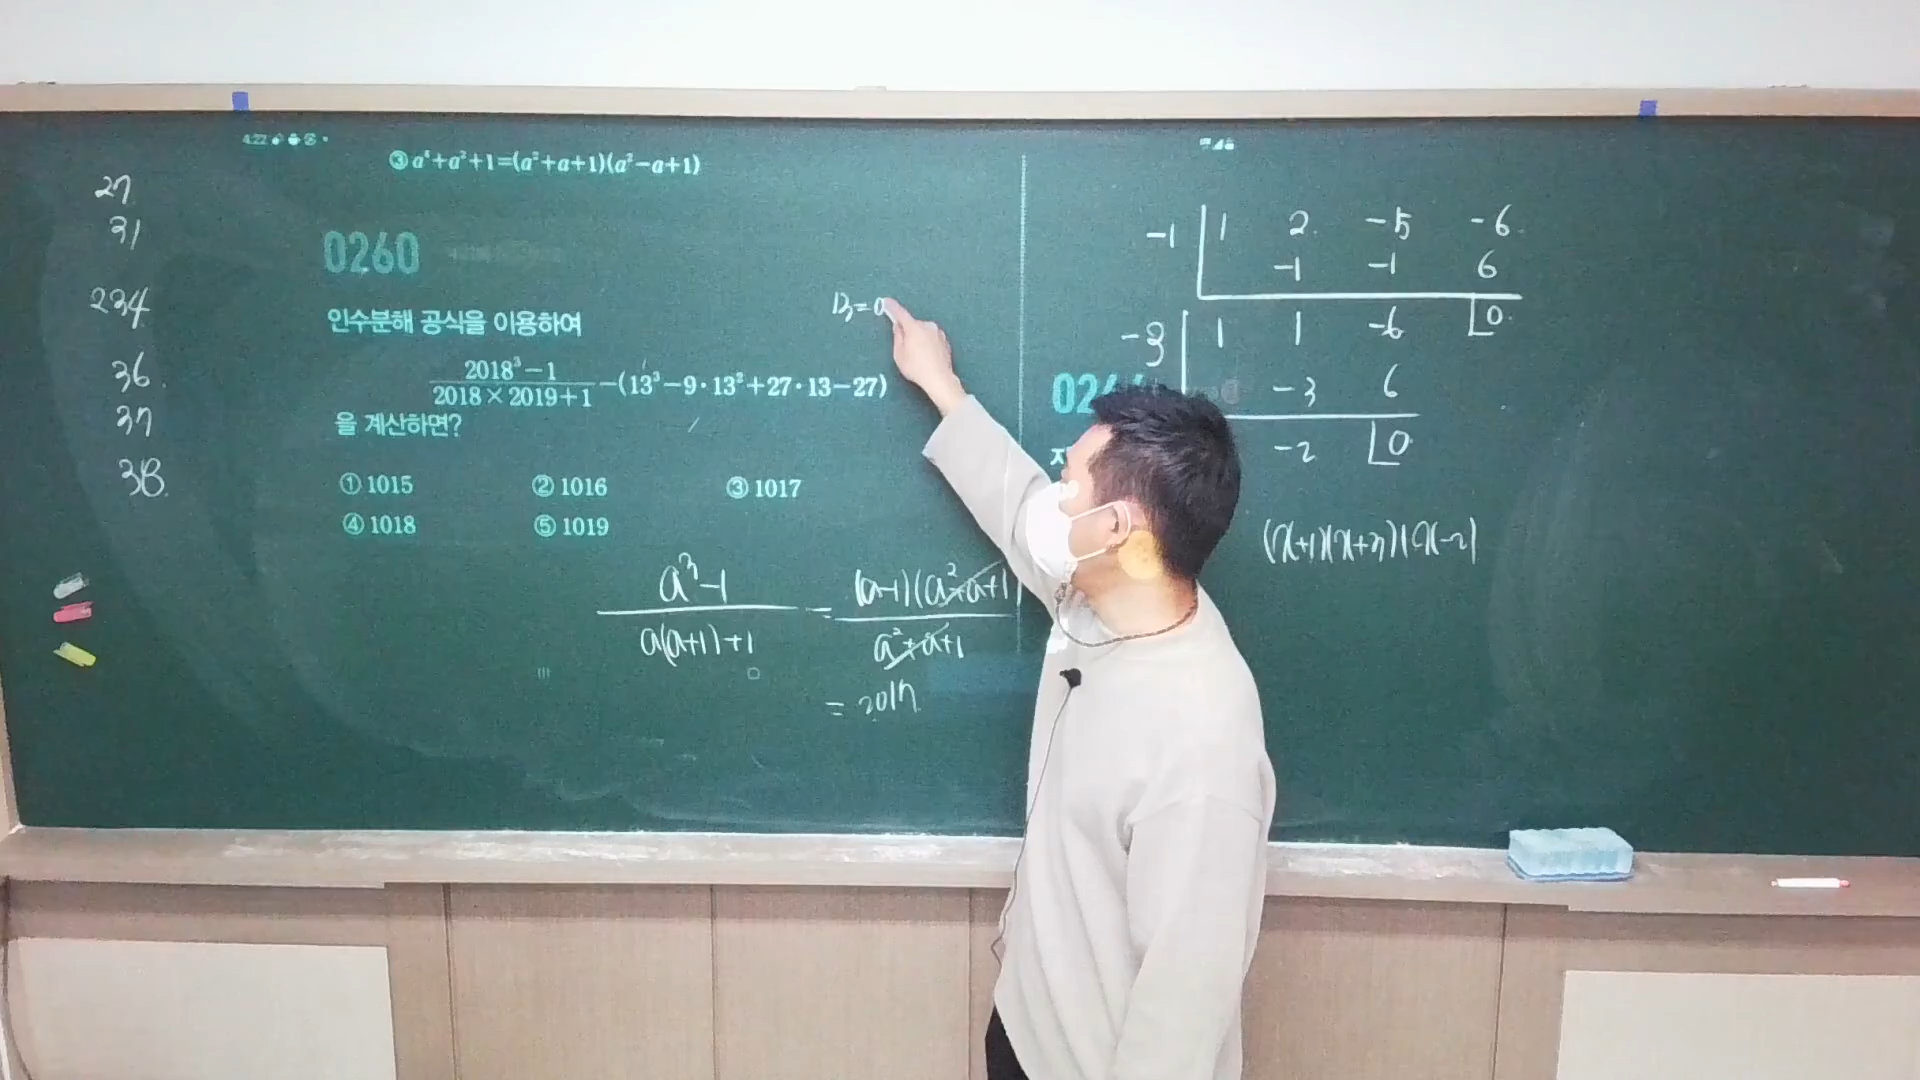 4:22
③ a⁴+a²+1=(a²+a+1)(a²−a+1)
27
31
234
36.
37
38.
0260
인수분해 공식을 이용하여
13=a
2018³−1
2018×2019+1
−(13³−9·13²+27·13−27)
을 계산하면?
① 1015 ② 1016 ③ 1017
④ 1018 ⑤ 1019
a³−1
a(a+1)+1
=
(a−1)(a²+a+1)
a²+a+1
= 2017.
−1 1 2 −5 −6
−1 −1 6
−3 1 1 −6 0
−3 6
−2 0
(x+1)(x+3)(x−2)